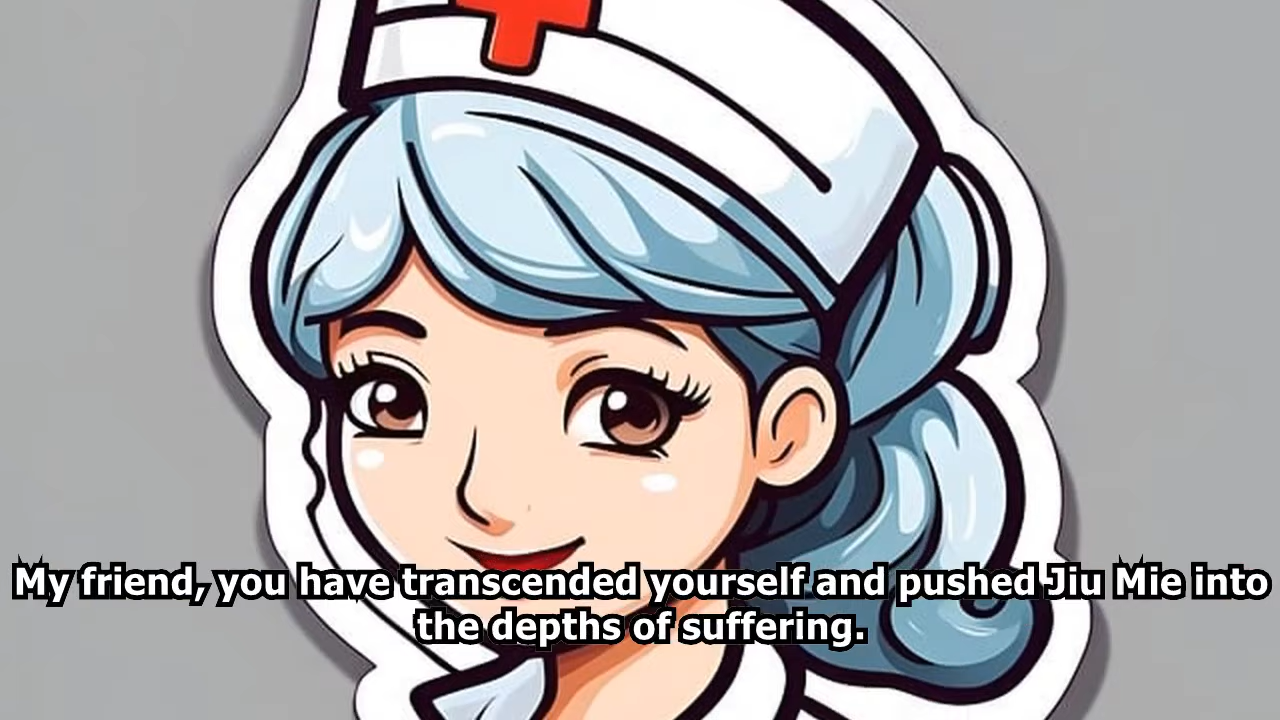 My friend, you have transcended yourself and pushed Jiu Mie into
the depths of suffering.